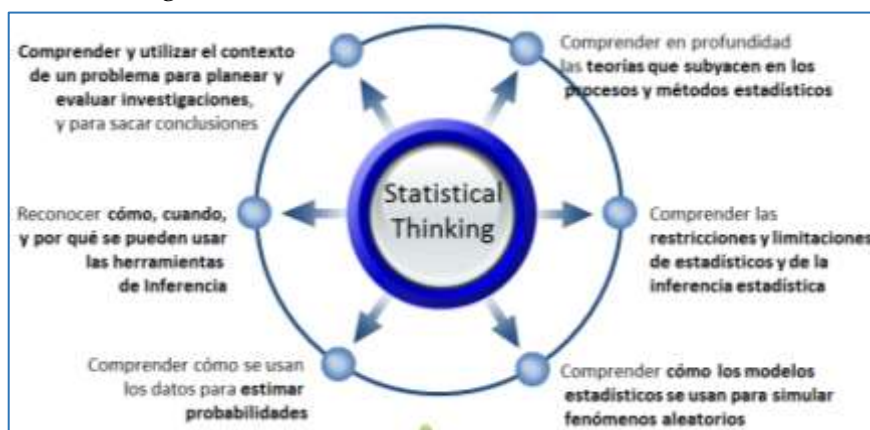 Comprender y utilizar el contexto
de un problema para planear y
evaluar investigaciones,
y para sacar conclusiones
Comprender en profundidad
las teorías que subyacen en los
procesos y métodos estadísticos
Statistical
Thinking
Reconocer cómo, cuando,
y por qué se pueden usar
las herramientas
de Inferencia
Comprender las
restricciones y limitaciones
de estadísticos y de la
inferencia estadística
Comprender cómo se usan
los datos para estimar
probabilidades
Comprender cómo los modelos
estadísticos se usan para simular
fenómenos aleatorios